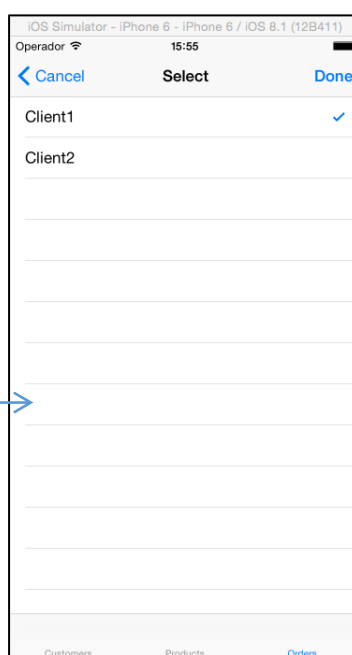 iOS Simulator - iPhone 6 - iPhone 6 / iOS 8.1 (12B411)
Operador 15:55
Cancel Select Done
Client1
Client2
Customers Products Orders